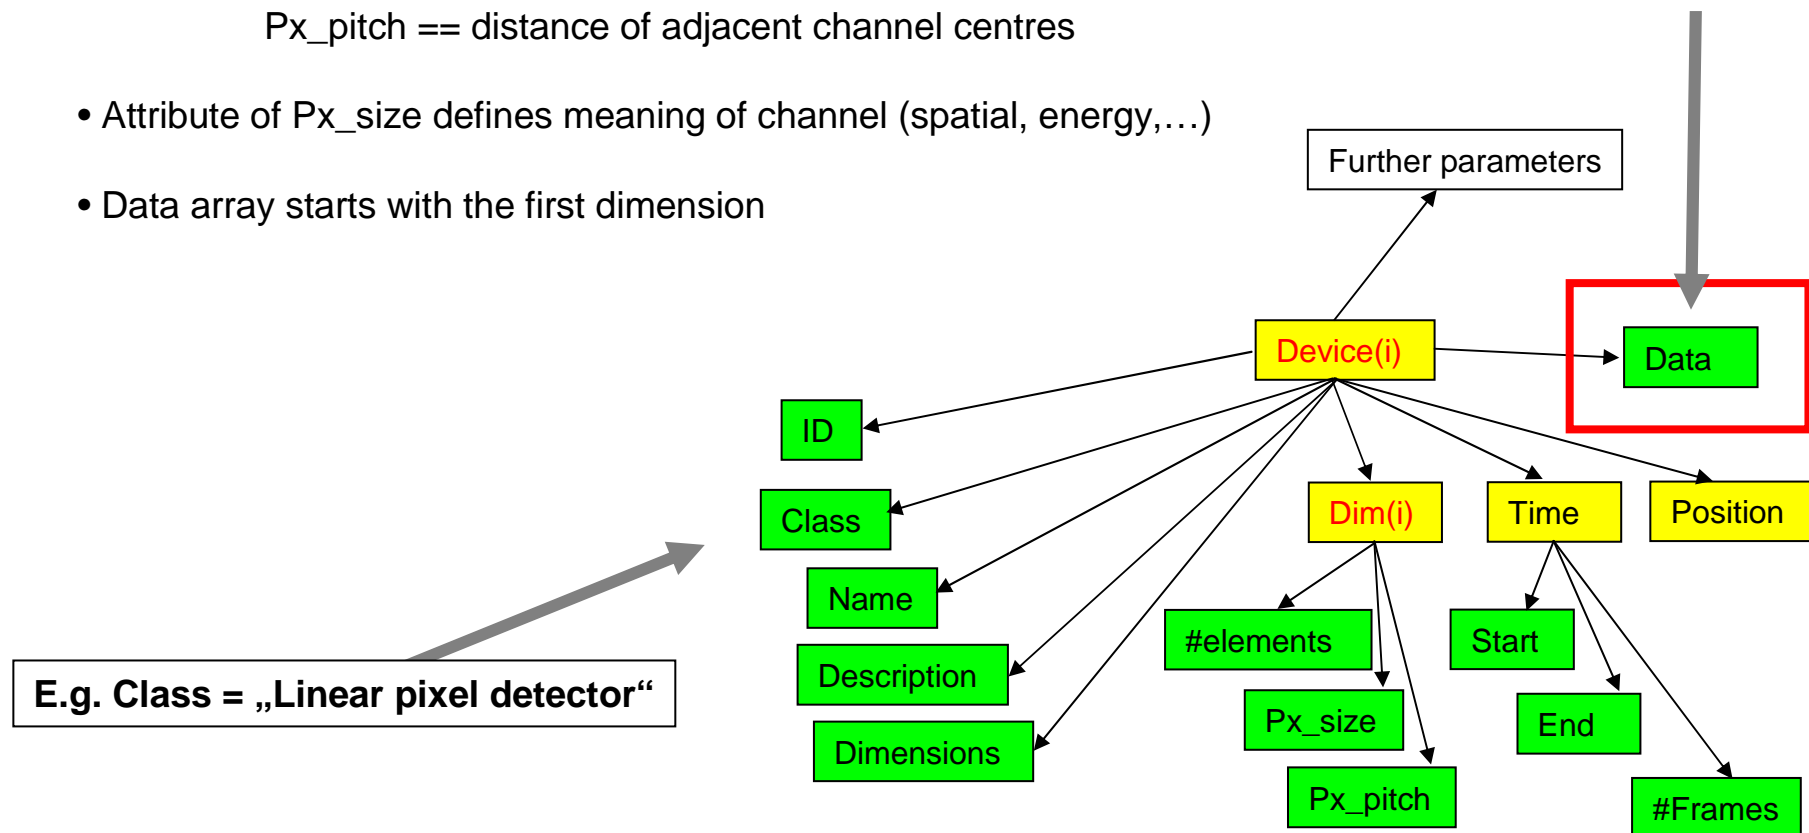 Px_pitch == distance of adjacent channel centres
• Attribute of Px_size defines meaning of channel (spatial, energy,…)
• Data array starts with the first dimension
Further parameters
Device(i)
Data
ID
Class
Dim(i)
Time
Position
Name
#elements
Start
Description
E.g. Class = „Linear pixel detector“
Px_size
End
Dimensions
Px_pitch
#Frames